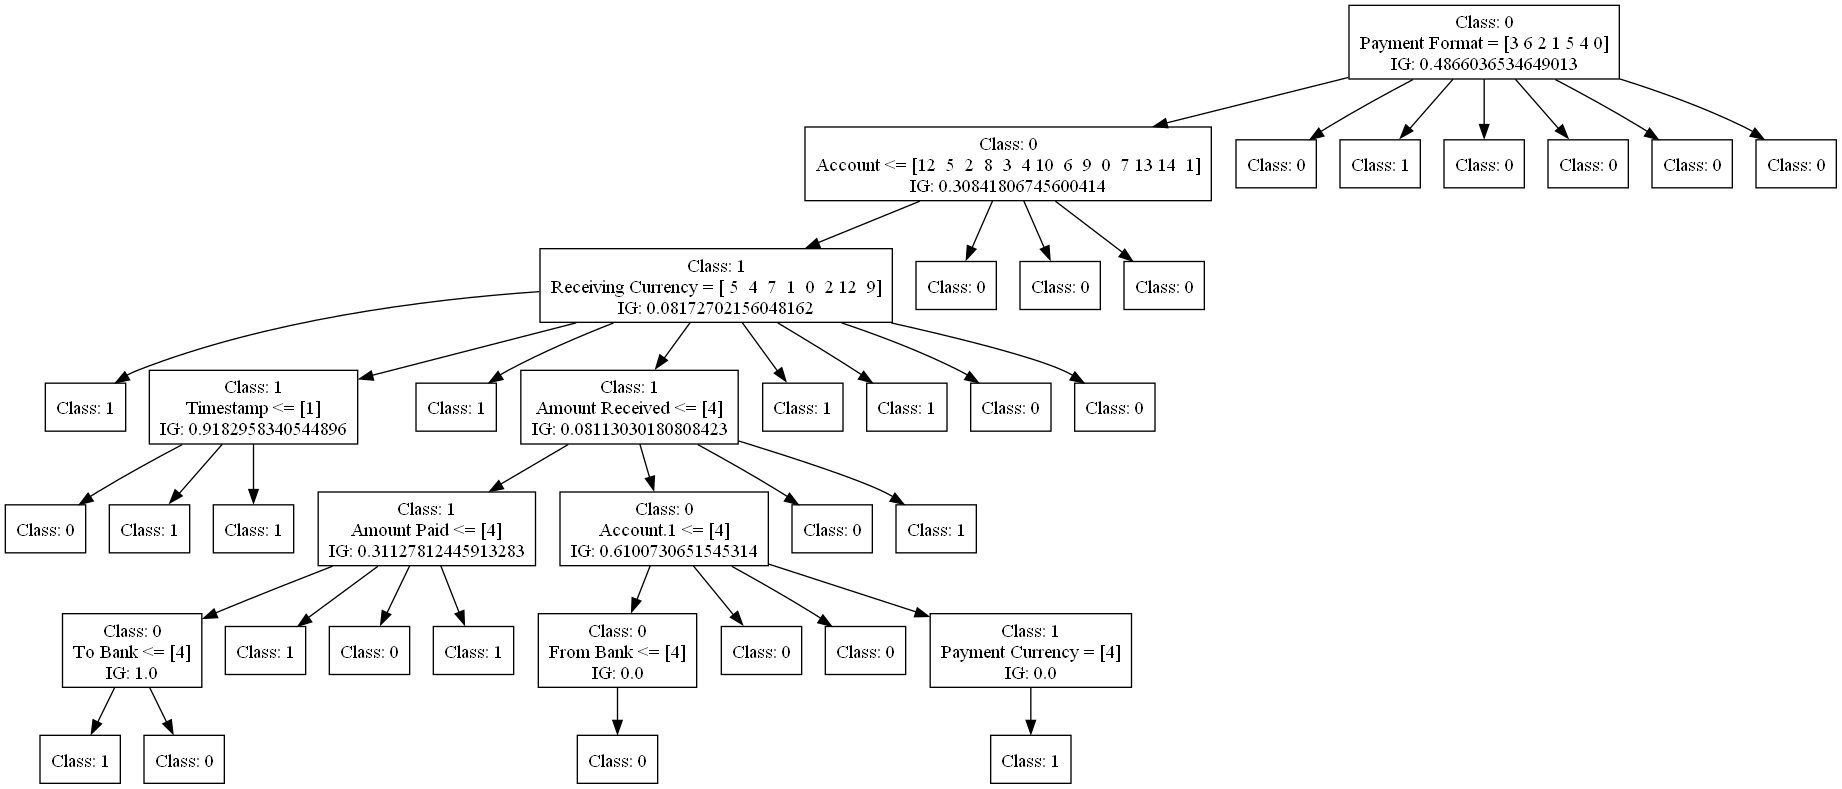 Class: 0
Payment Format = [3 6 2 1 5 4 0]
IG: 0.4866036534649013
Class: 0
Account <= [12  5  2  8  3  4 10  6  9  0  7 13 14  1]
IG: 0.30841806745600414
Class: 0
Class: 1
Class: 0
Class: 0
Class: 0
Class: 0
Class: 1
Receiving Currency = [ 5  4  7  1  0  2 12  9]
IG: 0.08172702156048162
Class: 0
Class: 0
Class: 0
Class: 1
Class: 1
Timestamp <= [1]
IG: 0.9182958340544896
Class: 1
Class: 1
Amount Received <= [4]
IG: 0.08113030180808423
Class: 1
Class: 1
Class: 0
Class: 0
Class: 0
Class: 1
Class: 1
Class: 1
Amount Paid <= [4]
IG: 0.31127812445913283
Class: 0
Account.1 <= [4]
IG: 0.6100730651545314
Class: 0
Class: 1
Class: 0
To Bank <= [4]
IG: 1.0
Class: 1
Class: 0
Class: 1
Class: 0
From Bank <= [4]
IG: 0.0
Class: 0
Class: 0
Class: 1
Payment Currency = [4]
IG: 0.0
Class: 1
Class: 0
Class: 0
Class: 1